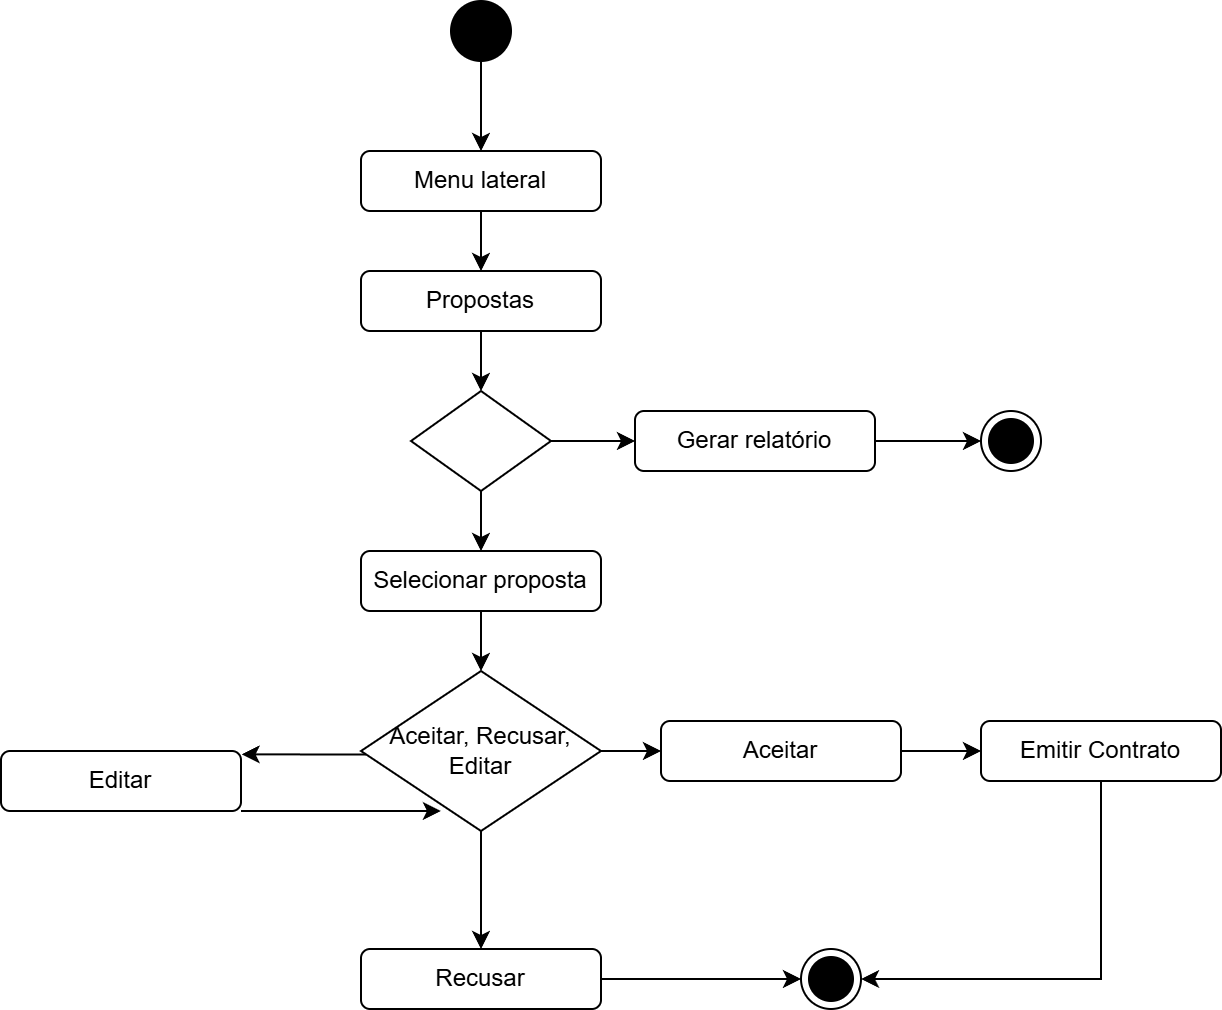 Menu lateral
Propostas
Gerar relatório
Selecionar proposta
Aceitar, Recusar,
Editar
Editar
Aceitar
Emitir Contrato
Recusar